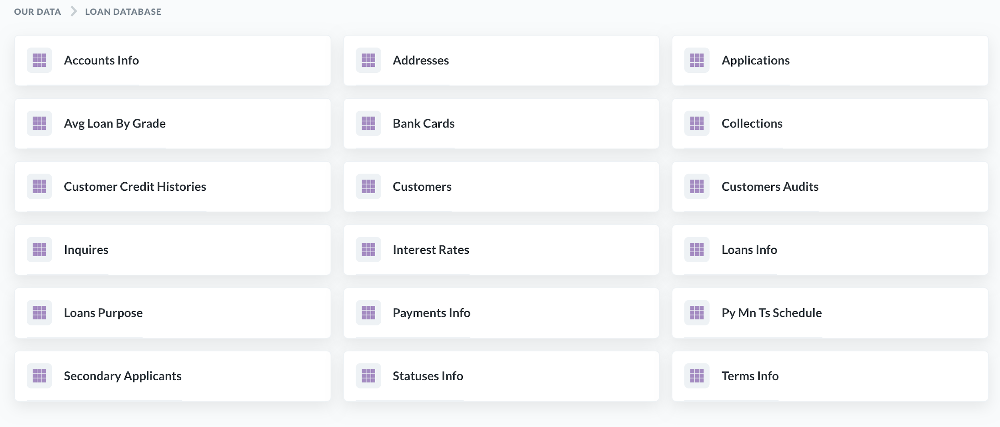 OUR DATA > LOAN DATABASE
Accounts Info
Addresses
Applications
Avg Loan By Grade
Bank Cards
Collections
Customer Credit Histories
Customers
Customers Audits
Inquires
Interest Rates
Loans Info
Loans Purpose
Payments Info
Py Mn Ts Schedule
Secondary Applicants
Statuses Info
Terms Info